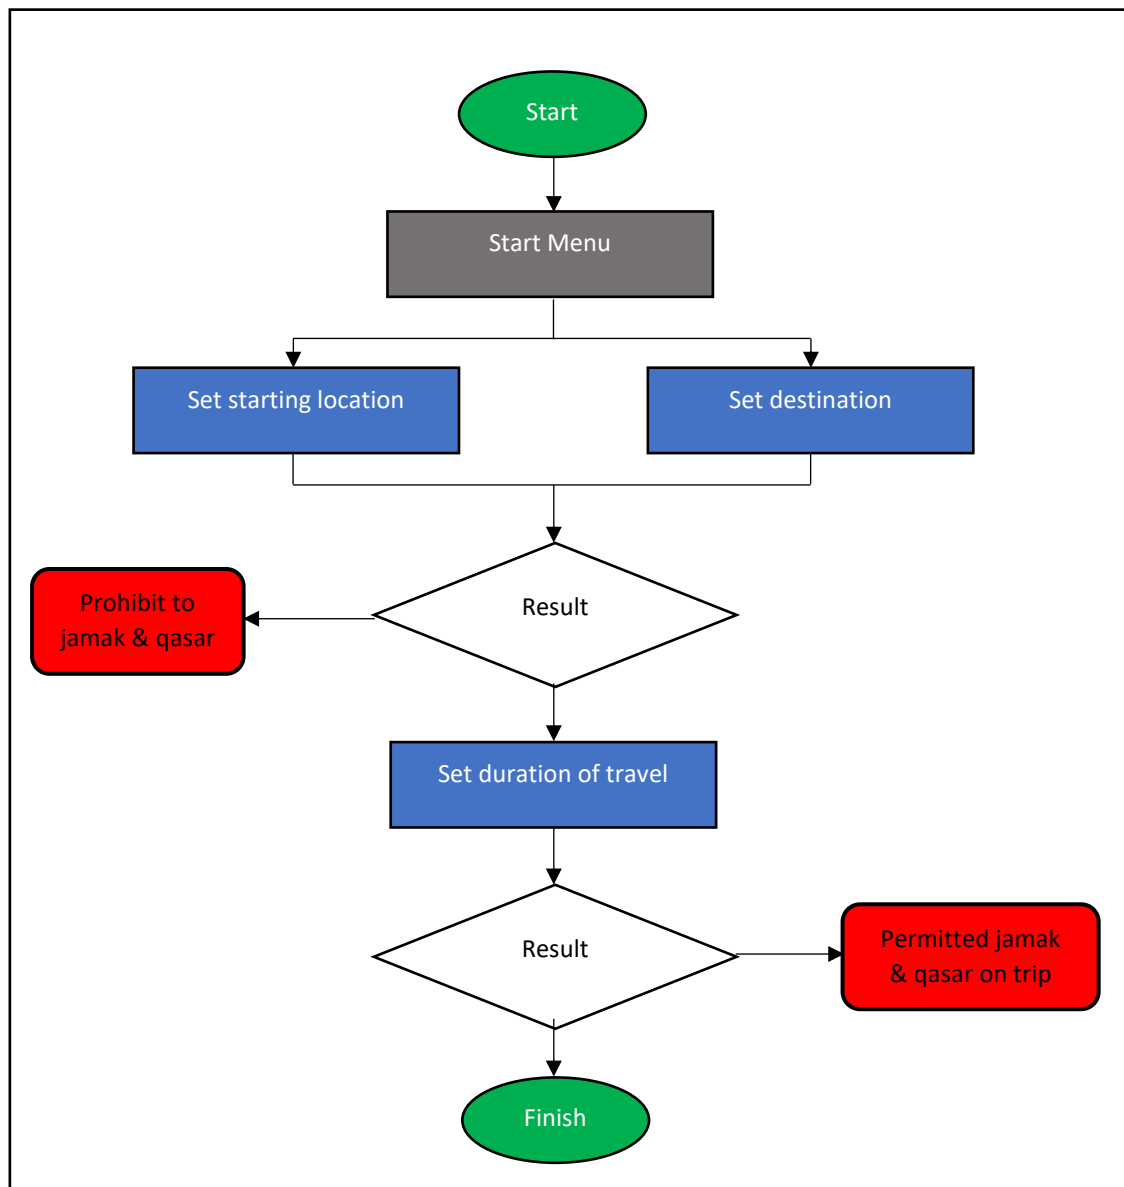 Start
Start Menu
Set starting location
Set destination
Result
Prohibit to
jamak & qasar
Set duration of travel
Result
Permitted jamak
& qasar on trip
Finish